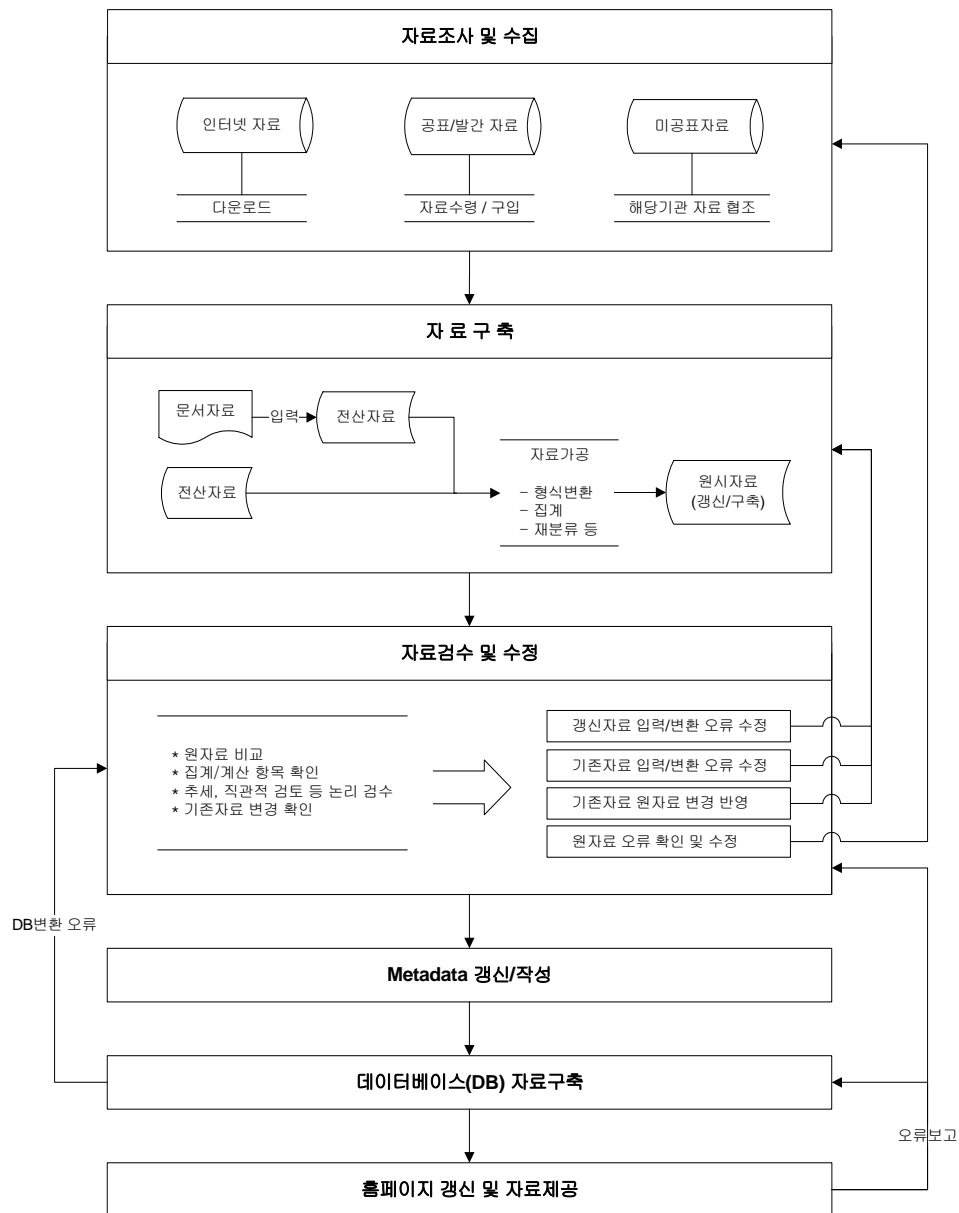 자료조사 및 수집
인터넷 자료
공표/발간 자료
미공표자료
다운로드
자료수령 / 구입
해당기관 자료 협조
자 료 구 축
문서자료
입력
전산자료
전산자료
자료가공
- 형식변환
- 집계
- 재분류 등
원시자료
(갱신/구축)
자료검수 및 수정
* 원자료 비교
* 집계/계산 항목 확인
* 추세, 직관적 검토 등 논리 검수
* 기존자료 변경 확인
갱신자료 입력/변환 오류 수정
기존자료 입력/변환 오류 수정
기존자료 원자료 변경 반영
원자료 오류 확인 및 수정
DB변환 오류
Metadata 갱신/작성
데이터베이스(DB) 자료구축
오류보고
홈페이지 갱신 및 자료제공